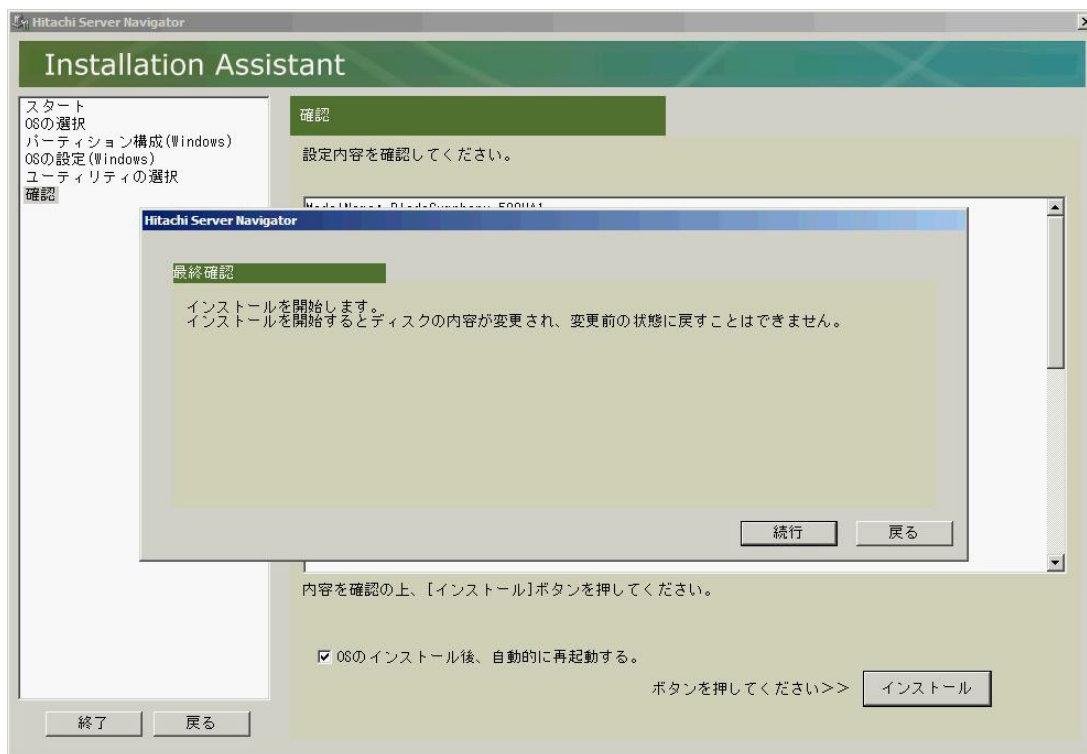 Hitachi Server Navigator
Installation Assistant
スタート
OSの選択
パーティション構成(Windows)
OSの設定(Windows)
ユーティリティの選択
確認
確認
設定内容を確認してください。
Hitachi Server Navigator
最終確認
インストールを開始します。
インストールを開始するとディスクの内容が変更され、変更前の状態に戻すことはできません。
続行
戻る
内容を確認の上、[インストール]ボタンを押してください。
OSのインストール後、自動的に再起動する。
ボタンを押してください>>
インストール
終了
戻る